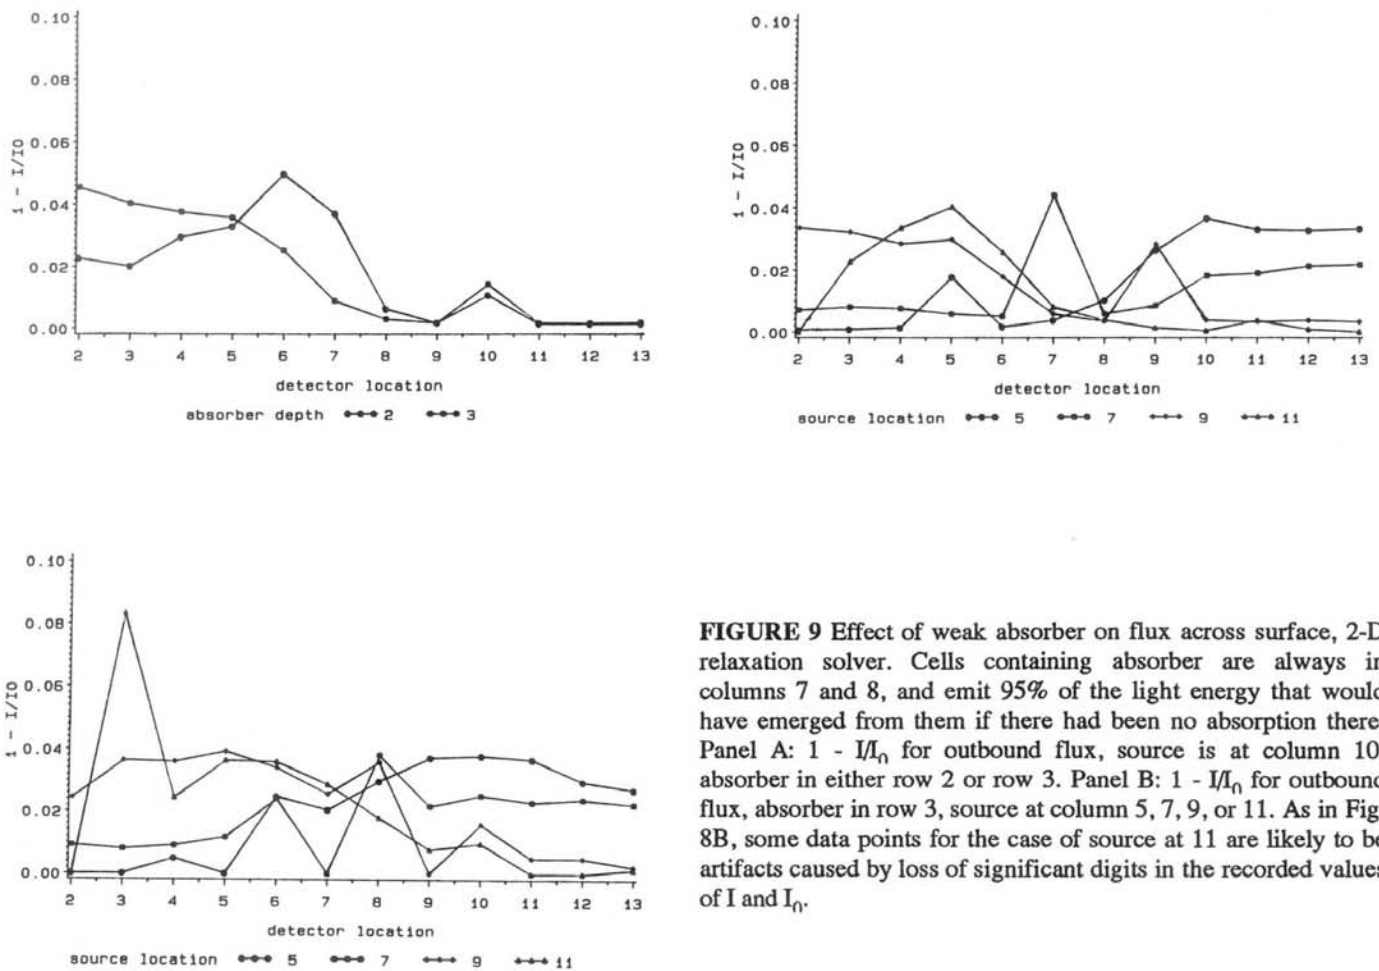 0.10
0.08
0.06
0.04
0.02
0.00
1 - I/I0
2 3 4 5 6 7 8 9 10 11 12 13
detector location
absorber depth 2 3
0.10
0.08
0.06
0.04
0.02
0.00
1 - I/I0
2 3 4 5 6 7 8 9 10 11 12 13
detector location
source location 5 7 9 11
0.10
0.08
0.06
0.04
0.02
0.00
1 - I/I0
2 3 4 5 6 7 8 9 10 11 12 13
detector location
source location 5 7 9 11
FIGURE 9 Effect of weak absorber on flux across surface, 2-D
relaxation solver. Cells containing absorber are always in
columns 7 and 8, and emit 95% of the light energy that would
have emerged from them if there had been no absorption there
Panel A: 1 - I/I₀ for outbound flux, source is at column 10
absorber in either row 2 or row 3. Panel B: 1 - I/I₀ for outbound
flux, absorber in row 3, source at column 5, 7, 9, or 11. As in Fig
8B, some data points for the case of source at 11 are likely to be
artifacts caused by loss of significant digits in the recorded values
of I and I₀.